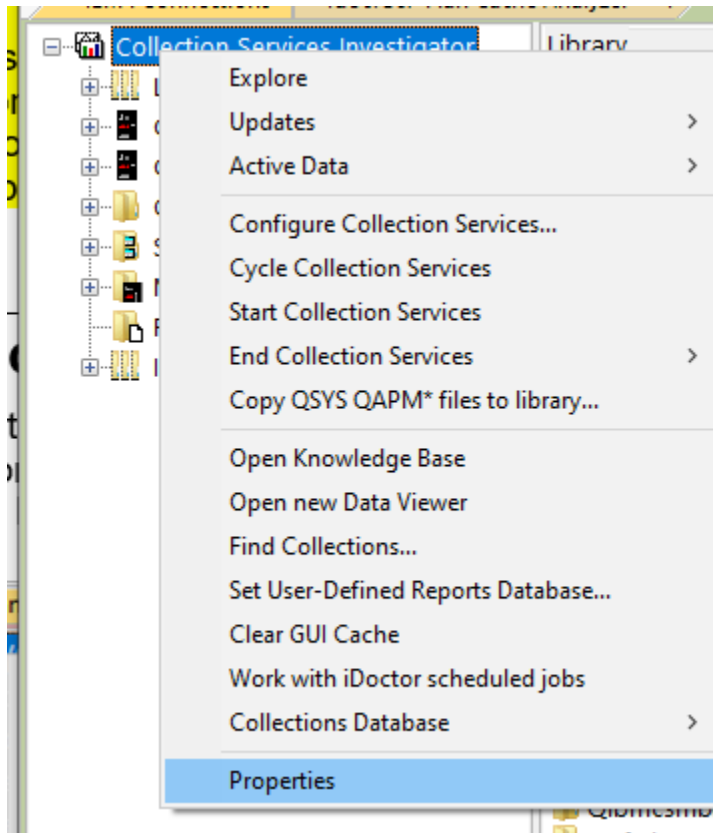 Collection Services Investigator
Library
Explore
Updates
Active Data
Configure Collection Services...
Cycle Collection Services
Start Collection Services
End Collection Services
Copy QSYS QAPM* files to library...
Open Knowledge Base
Open new Data Viewer
Find Collections...
Set User-Defined Reports Database...
Clear GUI Cache
Work with iDoctor scheduled jobs
Collections Database
Properties